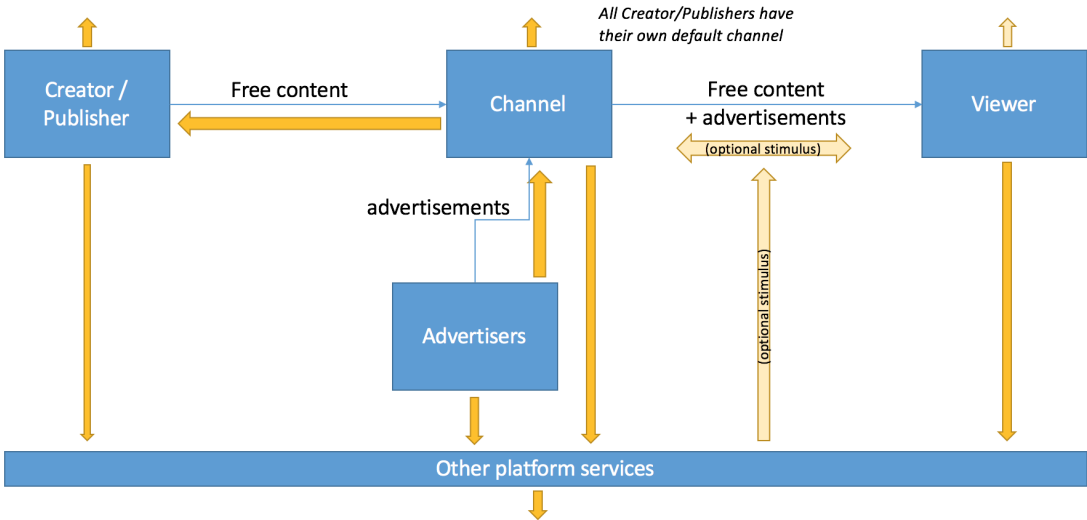 All Creator/Publishers have
their own default channel
Creator /
Publisher
Free content
Channel
Free content
+ advertisements
(optional stimulus)
Viewer
advertisements
Advertisers
(optional stimulus)
Other platform services